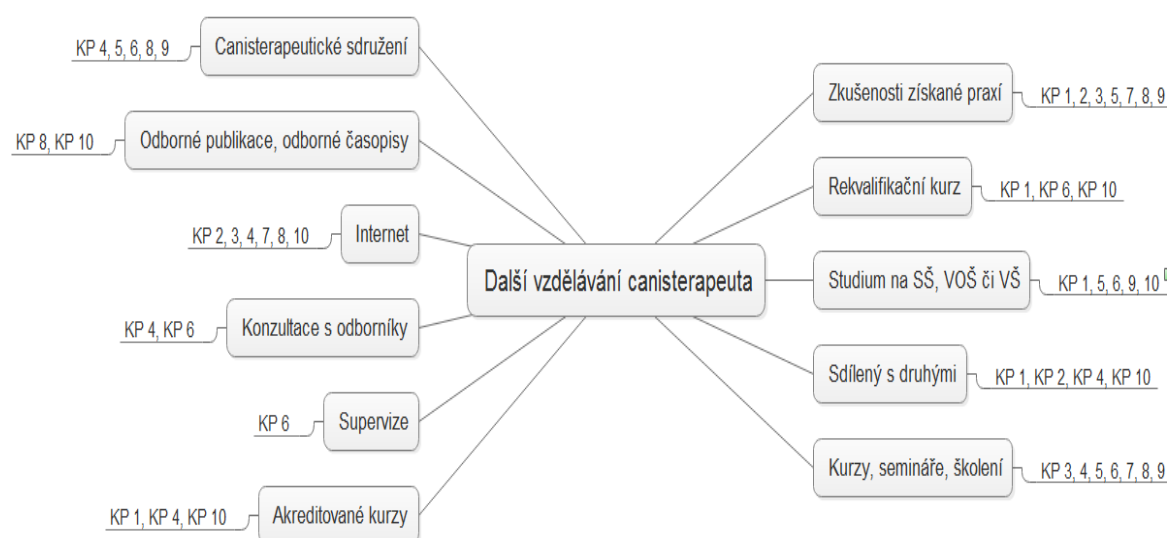 KP 4, 5, 6, 8, 9
Canisterapeutické sdružení
KP 8, KP 10
Odborné publikace, odborné časopisy
KP 2, 3, 4, 7, 8, 10
Internet
KP 4, KP 6
Konzultace s odborníky
KP 6
Supervize
KP 1, KP 4, KP 10
Akreditované kurzy
Další vzdělávání canisterapeuta
Zkušenosti získané praxí
KP 1, 2, 3, 5, 7, 8, 9
Rekvalifikační kurz
KP 1, KP 6, KP 10
Studium na SŠ, VOŠ či VŠ
KP 1, 5, 6, 9, 10
Sdílený s druhými
KP 1, KP 2, KP 4, KP 10
Kurzy, semináře, školení
KP 3, 4, 5, 6, 7, 8, 9